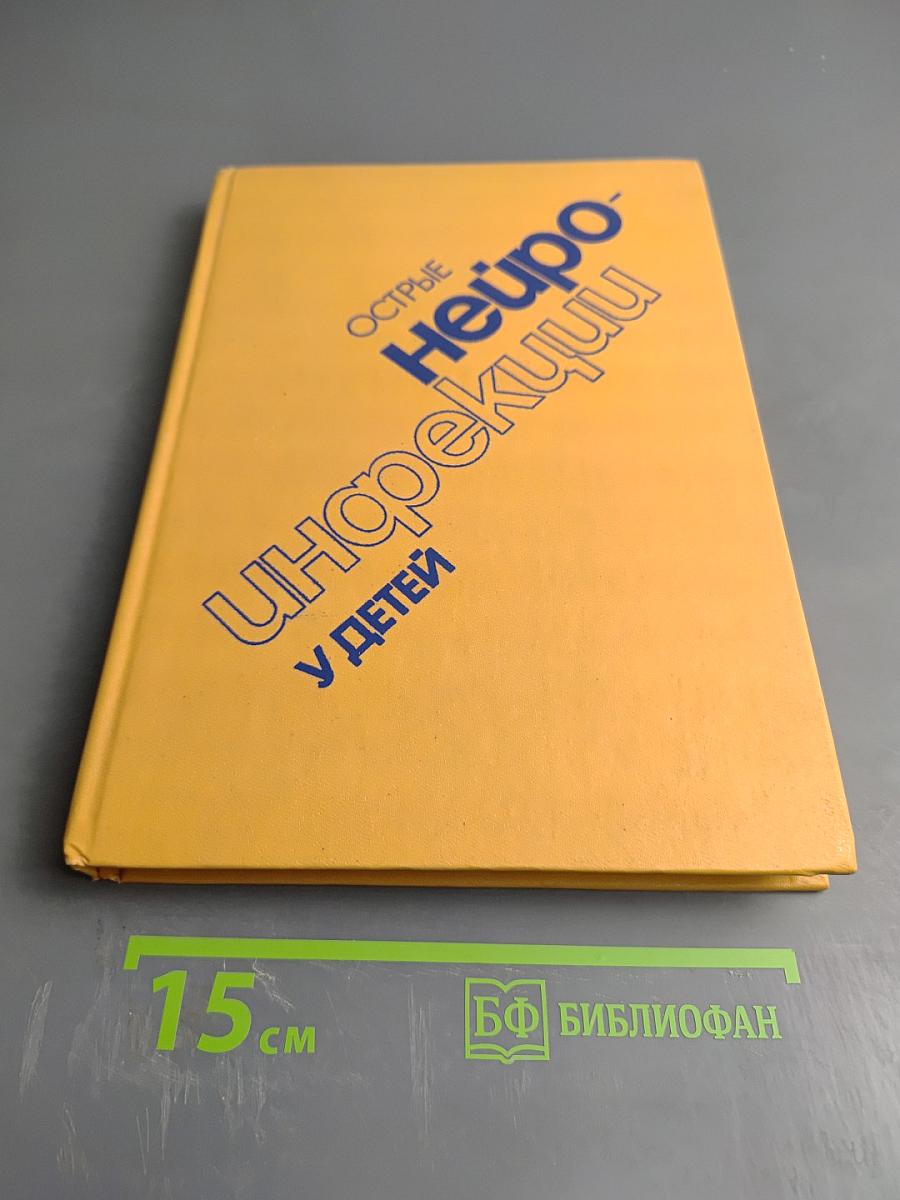 ОСТРЫЕ
нейро-
инфекции
У ДЕТЕЙ
15 см
БФ БИБЛИОФАН